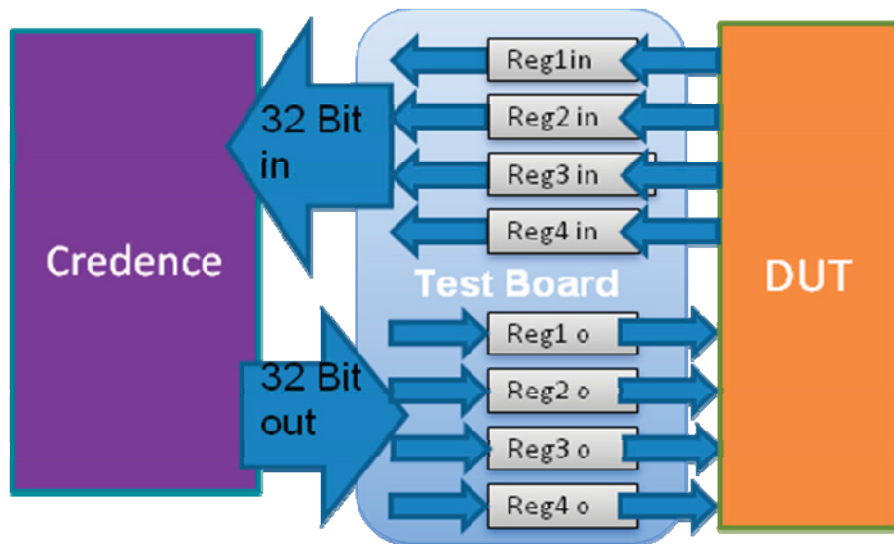 Credence
32 Bit
in
32 Bit
out
Reg1in
Reg2 in
Reg3 in
Reg4 in
Test Board
Reg1 o
Reg2 o
Reg3 o
Reg4 o
DUT